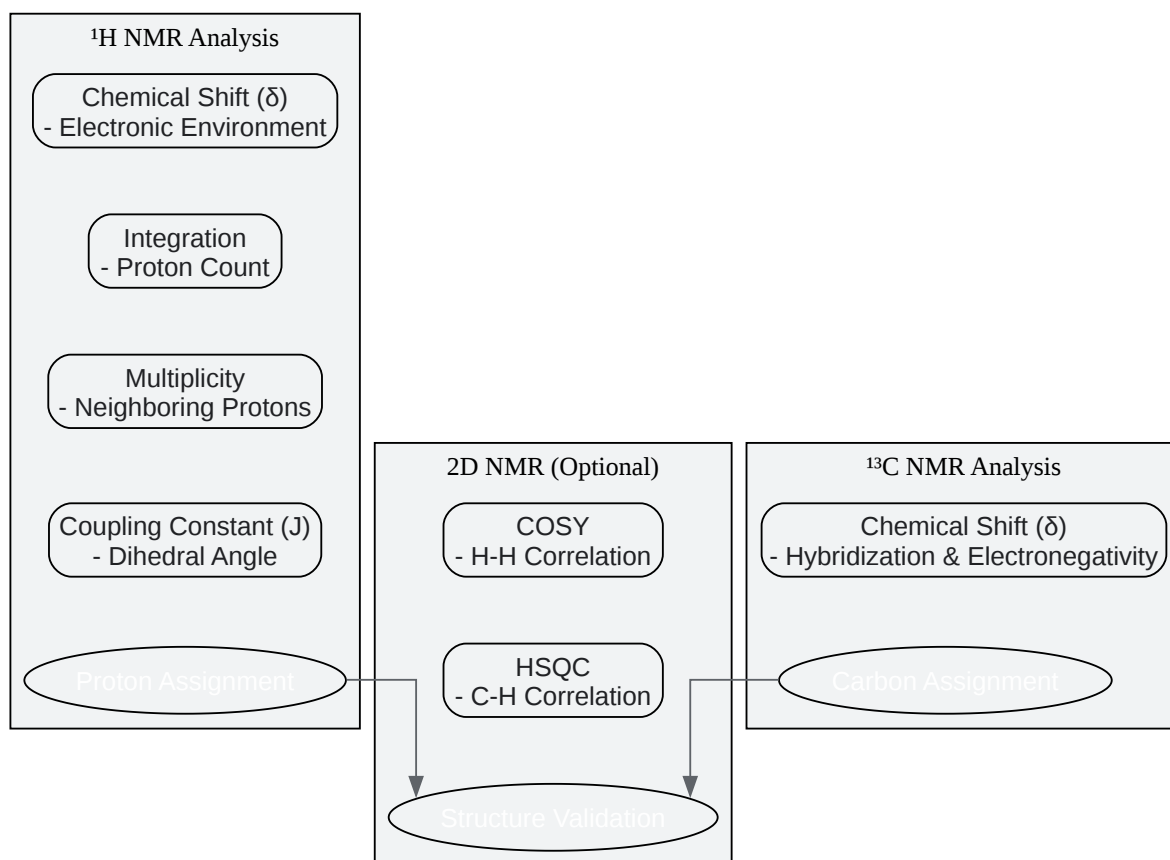 ¹H NMR Analysis
Chemical Shift (δ)
- Electronic Environment
Integration
- Proton Count
Multiplicity
- Neighboring Protons
Coupling Constant (J)
- Dihedral Angle
Proton Assignment
2D NMR (Optional)
COSY
- H-H Correlation
HSQC
- C-H Correlation
Structure Validation
¹³C NMR Analysis
Chemical Shift (δ)
- Hybridization & Electronegativity
Carbon Assignment